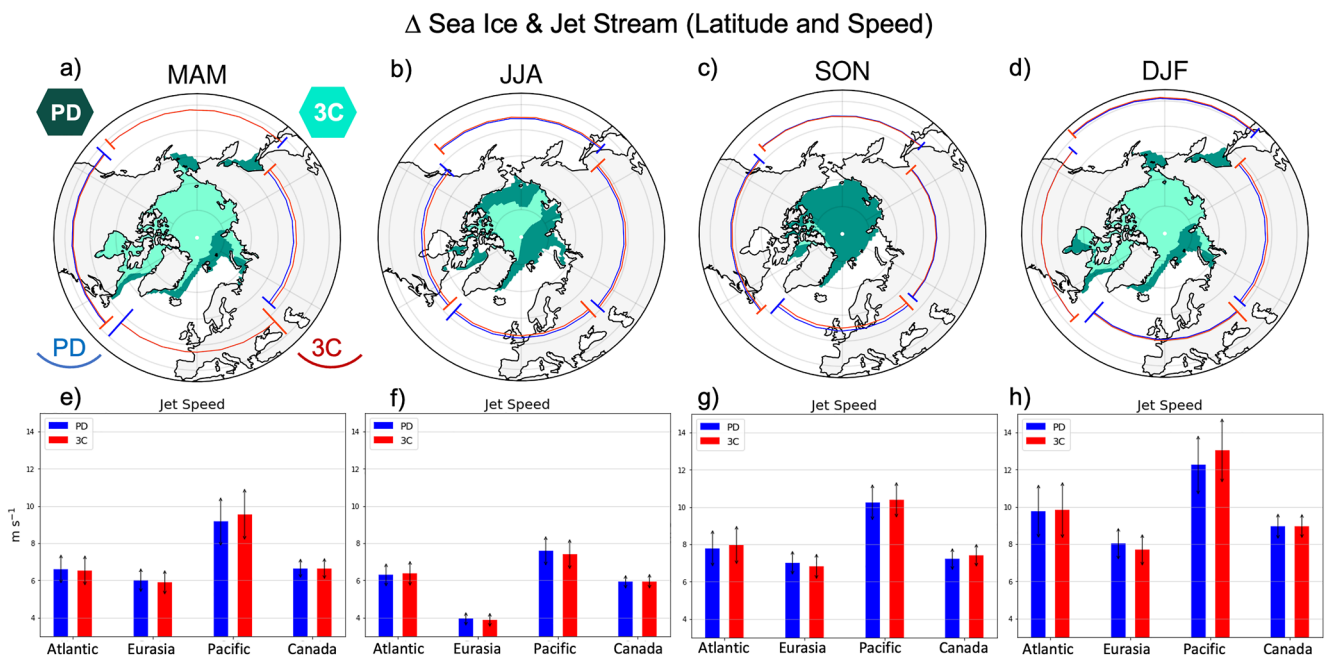 Δ Sea Ice & Jet Stream (Latitude and Speed)
a) MAM b) JJA c) SON d) DJF
PD 3C
PD 3C
e) Jet Speed f) Jet Speed g) Jet Speed h) Jet Speed
PD PD PD PD
3C 3C 3C 3C
14 14 14 14
12 12 12 12
10 10 10 10
8 8 8 8
6 6 6 6
4 4 4 4
m s⁻¹
Atlantic Eurasia Pacific Canada Atlantic Eurasia Pacific Canada Atlantic Eurasia Pacific Canada Atlantic Eurasia Pacific Canada